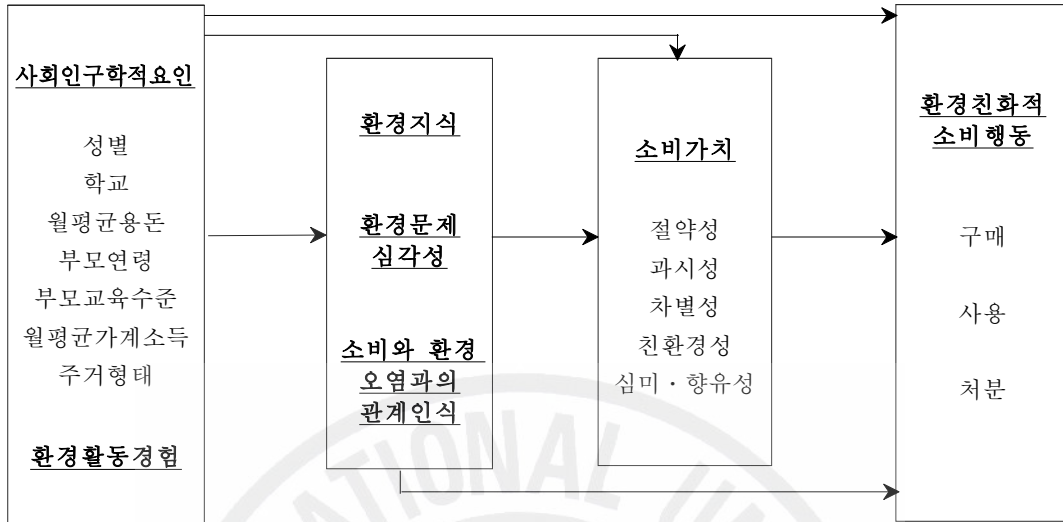 사회인구학적요인
성별
학교
월평균용돈
부모연령
부모교육수준
월평균가계소득
주거형태
환경활동경험
환경지식
환경문제
심각성
소비와 환경
오염과의
관계인식
소비가치
절약성
과시성
차별성
친환경성
심미·향유성
환경친화적
소비행동
구매
사용
처분
ATIONAL UN